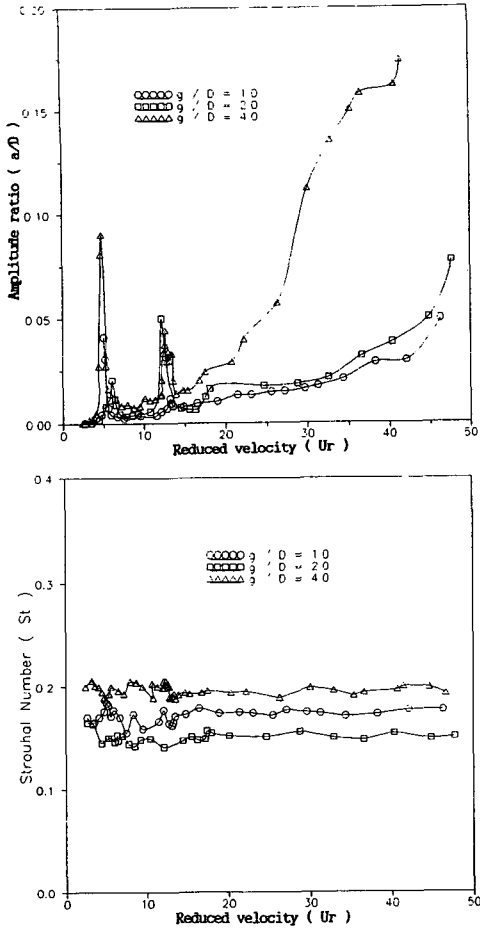 0.20
0.15
0.10
0.05
0.00
Amplitude ratio ( a/D )
g / D = 1.0
g / D = 2.0
g / D = 4.0
0 10 20 30 40 50
Reduced velocity ( Ur )
0.4
0.3
0.2
0.1
0.0
Strouhal Number ( St )
g / D = 1.0
g / D = 2.0
g / D = 4.0
0 10 20 30 40 50
Reduced velocity ( Ur )